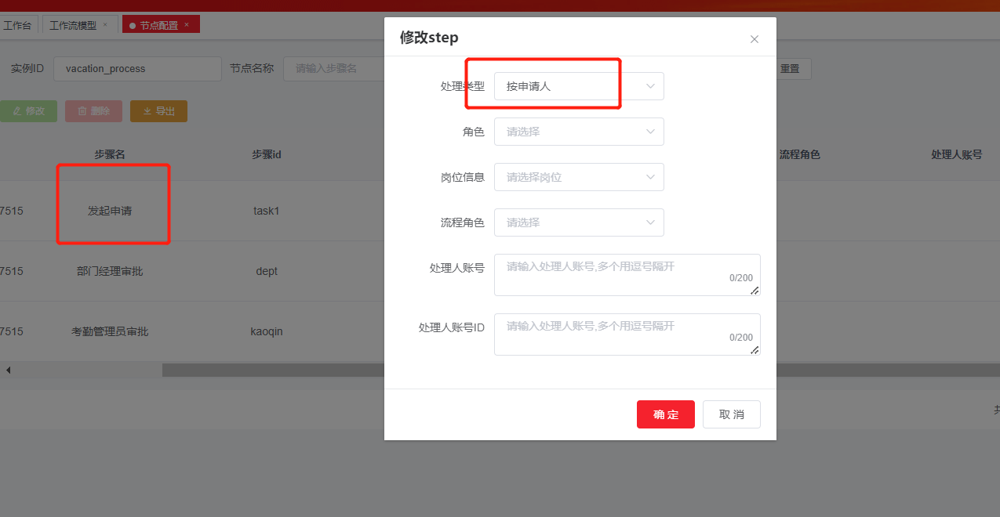 工作台 工作流模型 × 节点配置 ×
实例ID vacation_process 节点名称 请输入步骤名 重置
修改 删除 导出
步骤名 步骤id 流程角色 处理人账号
7515 发起申请 task1
7515 部门经理审批 dept
7515 考勤管理员审批 kaoqin
共
修改step
处理类型 按申请人
角色 请选择
岗位信息 请选择岗位
流程角色 请选择
处理人账号 请输入处理人账号,多个用逗号隔开
0/200
处理人账号ID 请输入处理人账号,多个用逗号隔开
0/200
确 定 取 消